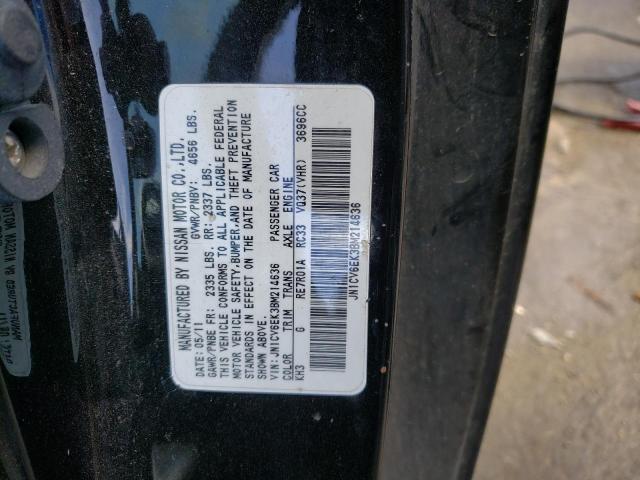 MANUFACTURED BY NISSAN MOTOR CO.,LTD.
DATE: 05/11 GVWR/PNBV: 4656 LBS.
GAWR/PNBE FR: 2335 LBS. RR: 2337 LBS.
THIS VEHICLE CONFORMS TO ALL APPLICABLE FEDERAL
MOTOR VEHICLE SAFETY,BUMPER,AND THEFT PREVENTION
STANDARDS IN EFFECT ON THE DATE OF MANUFACTURE
SHOWN ABOVE.
VIN: JN1CV6EK3BM214636 PASSENGER CAR
COLOR TRIM TRANS AXLE ENGINE
KH3 G RE7R01A RC33 VQ37(VHR) 3696CC
JN1CV6EK3BM214636